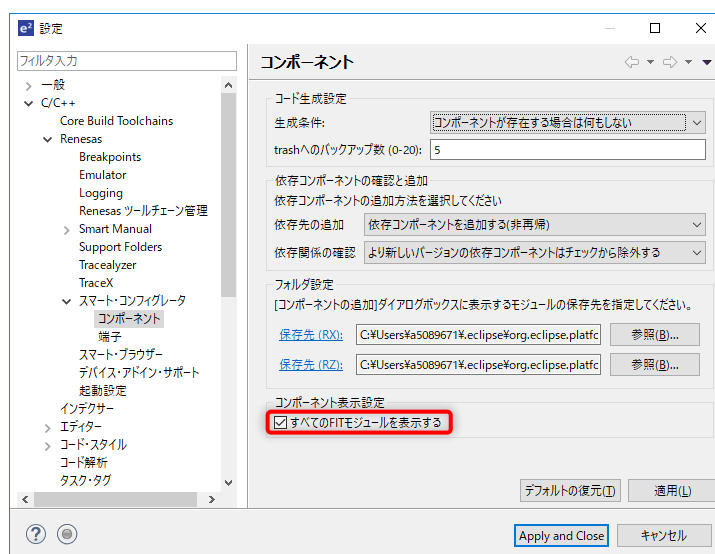 e² 設定
フィルタ入力
一般
C/C++
Core Build Toolchains
Renesas
Breakpoints
Emulator
Logging
Renesas ツールチェーン管理
Smart Manual
Support Folders
Tracealyzer
TraceX
スマート・コンフィグレータ
コンポーネント
端子
スマート・ブラウザー
デバイス・アドイン・サポート
起動設定
インデクサー
エディター
コード・スタイル
コード解析
タスク・タグ
コンポーネント
コード生成設定
生成条件: コンポーネントが存在する場合は何もしない
trashへのバックアップ数 (0-20): 5
依存コンポーネントの確認と追加
依存コンポーネントの追加方法を選択してください
依存先の追加 依存コンポーネントを追加する(非再帰)
依存関係の確認 より新しいバージョンの依存コンポーネントはチェックから除外する
フォルダ設定
[コンポーネントの追加]ダイアログボックスに表示するモジュールの保存先を指定してください。
保存先 (RX): C:¥Users¥a5089671¥.eclipse¥org.eclipse.platfc 参照(B)...
保存先 (RZ): C:¥Users¥a5089671¥.eclipse¥org.eclipse.platfc 参照(B)...
コンポーネント表示設定
すべてのFITモジュールを表示する
デフォルトの復元(T) 適用(L)
? Apply and Close キャンセル